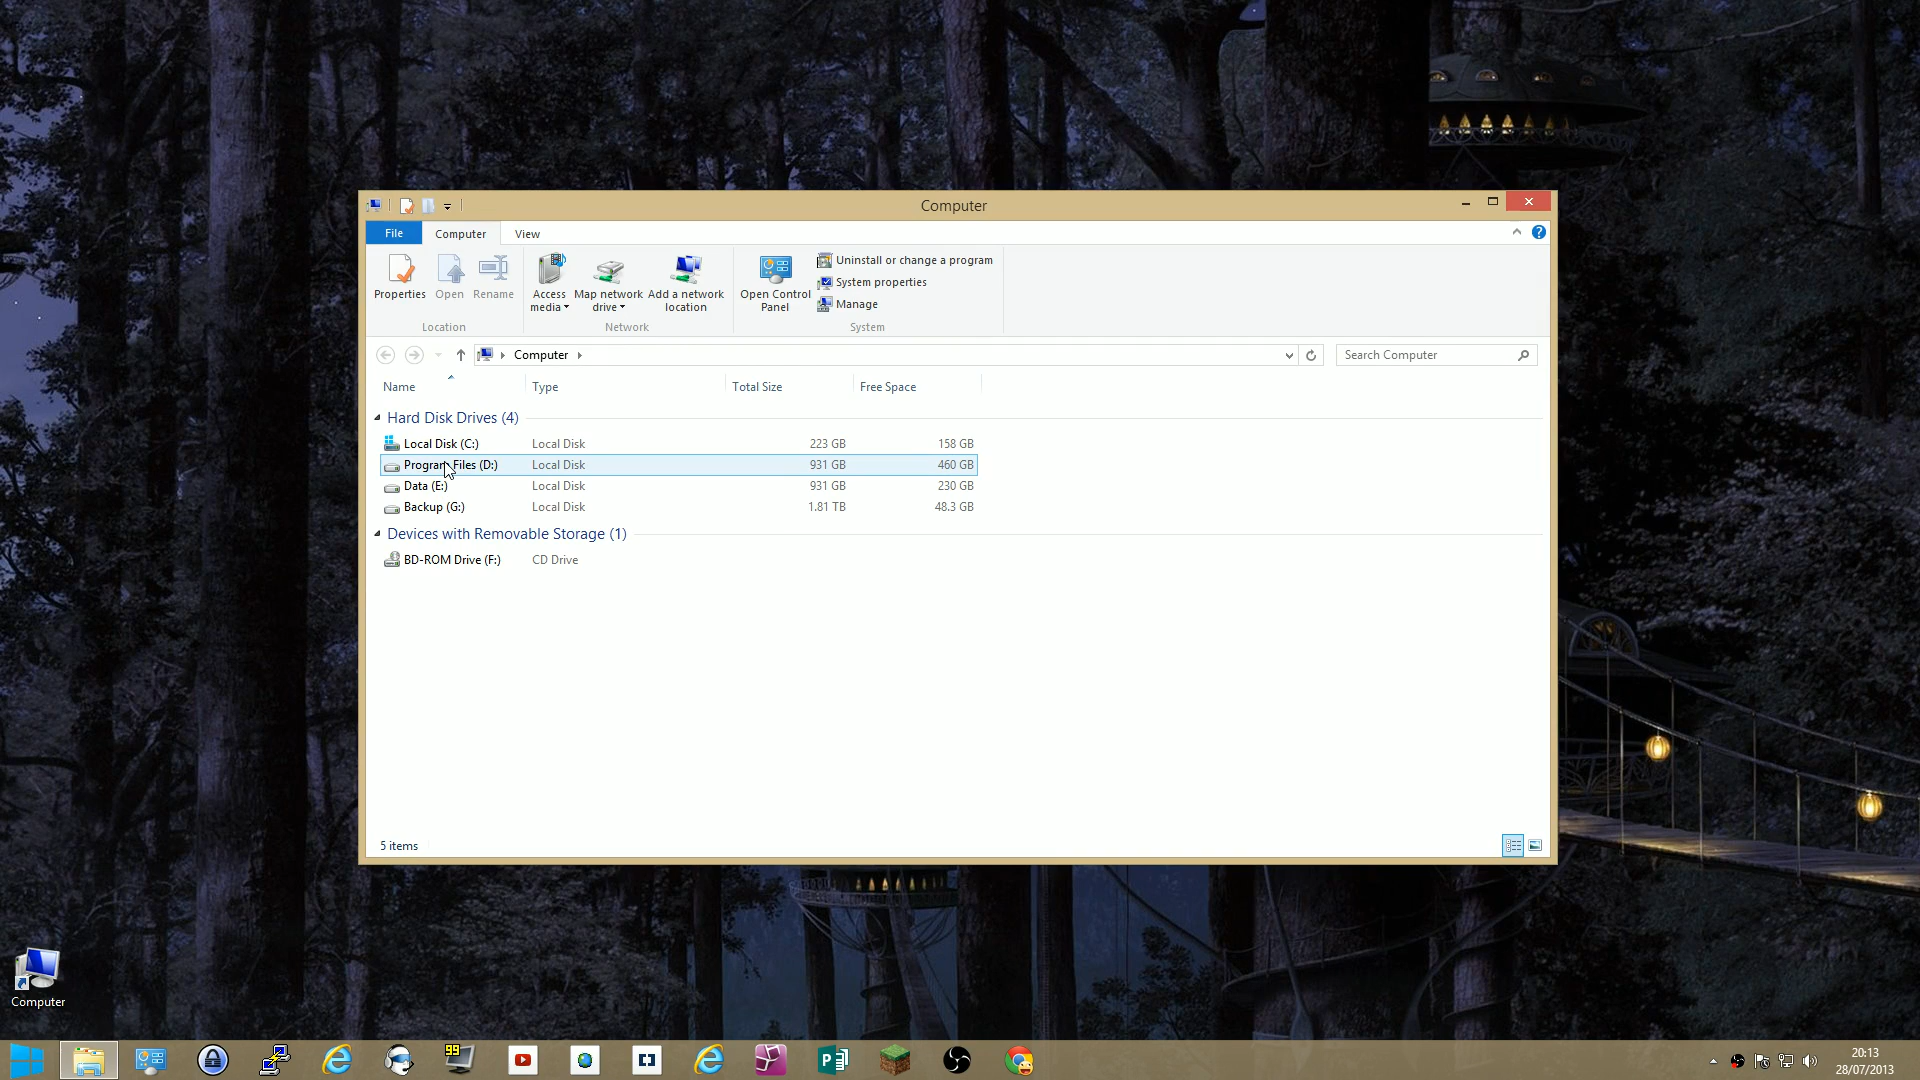 Computer
File
Computer
View
Properties
Open
Rename
Access media
Map network drive
Add a network location
Open Control Panel
Uninstall or change a program
System properties
Manage
Location
Network
System
Computer
Search Computer
Name Type Total Size Free Space
Hard Disk Drives (4)
Local Disk (C:) Local Disk 223 GB 158 GB
Program Files (D:) Local Disk 931 GB 460 GB
Data (E:) Local Disk 931 GB 230 GB
Backup (G:) Local Disk 1.81 TB 48.3 GB
Devices with Removable Storage (1)
BD-ROM Drive (F:) CD Drive
5 items
Computer
99
P
20:13
28/07/2013